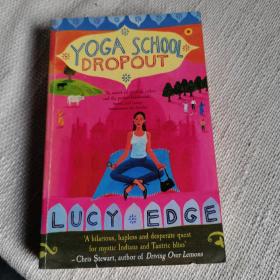 YOGA SCHOOL
DROPOUT
LUCY EDGE
'A hilarious, hapless and desperate quest
for mystic Indians and Tantric bliss'
– Chris Stewart, author of Driving Over Lemons